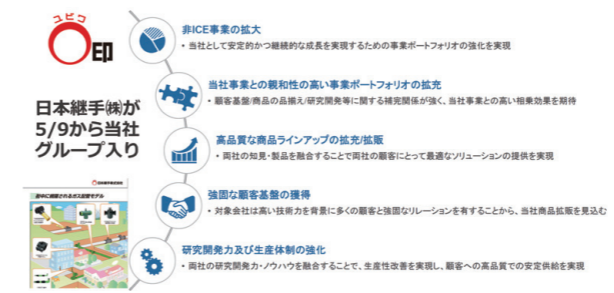 ユビコ
印
日本継手㈱が
5/9から当社
グループ入り
日本継手株式会社
街中に網羅されるガス配管モデル
非ICE事業の拡大
・当社として安定的かつ継続的な成長を実現するための事業ポートフォリオの強化を実現
当社事業との親和性の高い事業ポートフォリオの拡充
・顧客基盤/商品の品揃え/研究開発等に関する補完関係が強く、当社事業との高い相乗効果を期待
高品質な商品ラインアップの拡充/拡販
・両社の知見・製品を融合することで両社の顧客にとって最適なソリューションの提供を実現
強固な顧客基盤の獲得
・対象会社は高い技術力を背景に多くの顧客と強固なリレーションを有することから、当社商品拡販を見込む
研究開発力及び生産体制の強化
・両社の研究開発力・ノウハウを融合することで、生産性改善を実現し、顧客への高品質での安定供給を実現